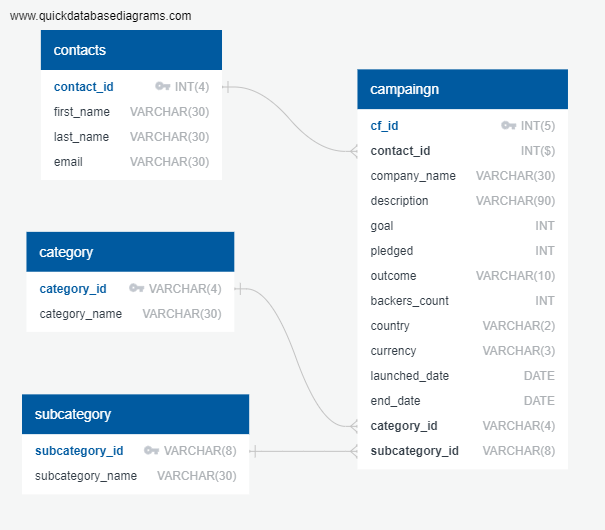 www.quickdatabasediagrams.com
contacts
contact_id INT(4)
first_name VARCHAR(30)
last_name VARCHAR(30)
email VARCHAR(30)
category
category_id VARCHAR(4)
category_name VARCHAR(30)
subcategory
subcategory_id VARCHAR(8)
subcategory_name VARCHAR(30)
campaingn
cf_id INT(5)
contact_id INT($)
company_name VARCHAR(30)
description VARCHAR(90)
goal INT
pledged INT
outcome VARCHAR(10)
backers_count INT
country VARCHAR(2)
currency VARCHAR(3)
launched_date DATE
end_date DATE
category_id VARCHAR(4)
subcategory_id VARCHAR(8)